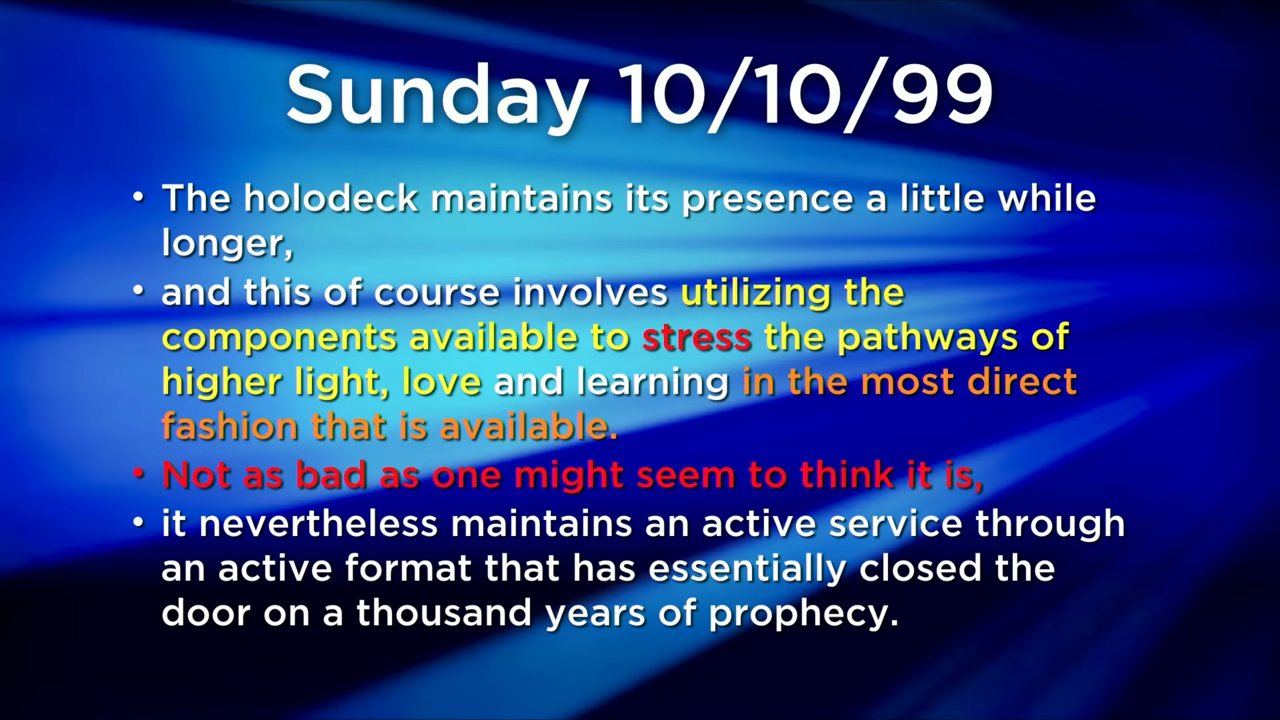 Sunday 10/10/99
• The holodeck maintains its presence a little while
longer,
• and this of course involves utilizing the
components available to stress the pathways of
higher light, love and learning in the most direct
fashion that is available.
• Not as bad as one might seem to think it is,
• it nevertheless maintains an active service through
an active format that has essentially closed the
door on a thousand years of prophecy.